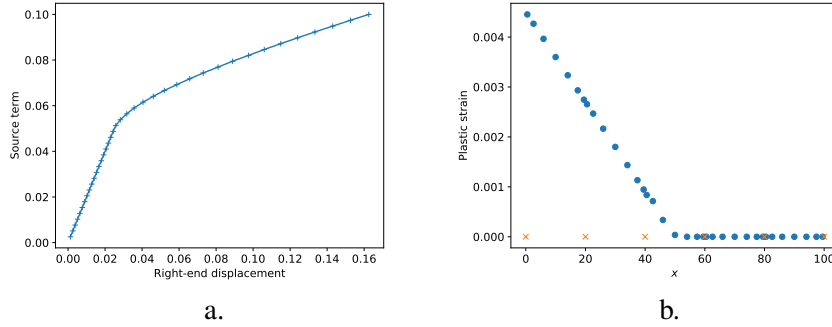 0.10
0.08
0.06
0.04
0.02
0.00
Source term
0.00 0.02 0.04 0.06 0.08 0.10 0.12 0.14 0.16
Right-end displacement
a.
0.004
0.003
0.002
0.001
0.000
Plastic strain
0 20 40 60 80 100
x
b.